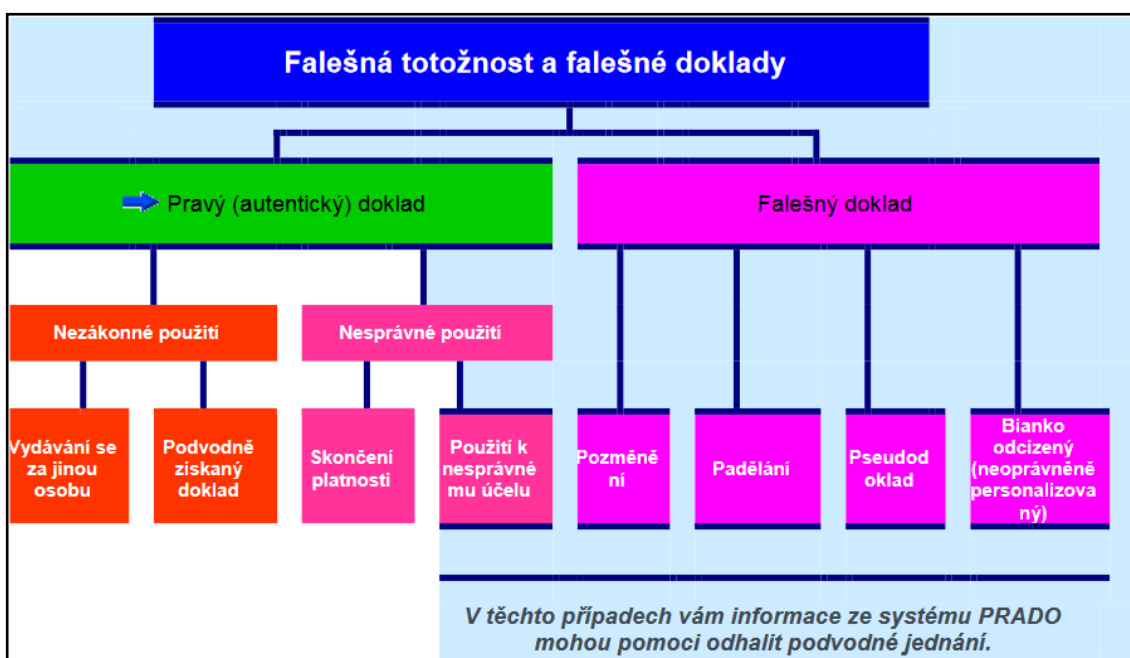 Falešná totožnost a falešné doklady
Pravý (autentický) doklad
Falešný doklad
Nezákonné použití
Nesprávné použití
Vydávání se
za jinou
osobu
Podvodně
získaný
doklad
Skončení
platnosti
Použití k
nesprávné
mu účelu
Pozměně
ní
Padělání
Pseudod
oklad
Bianko
odcizený
(neoprávněně
personalizova
ný)
V těchto případech vám informace ze systému PRADO
mohou pomoci odhalit podvodné jednání.